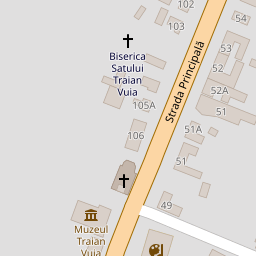 102
54
103
53
Biserica
Satului
Traian
Vuia
52
52A
105A
Strada Principală
51A
106
51
49
Muzeul
Traian
Vuia